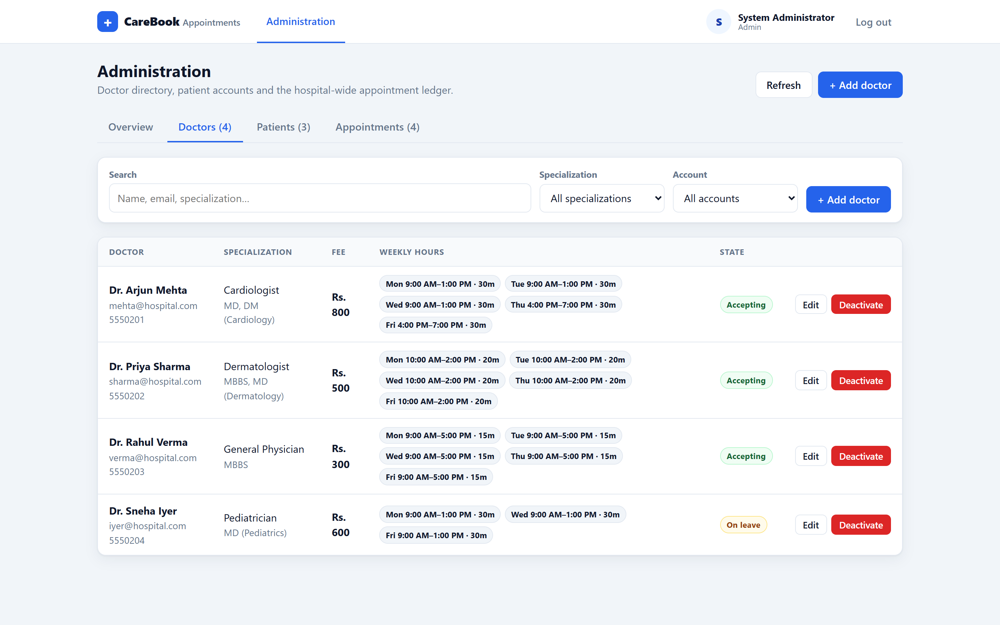 + CareBook Appointments
Administration
S
System Administrator
Admin
Log out
Administration
Doctor directory, patient accounts and the hospital-wide appointment ledger.
Refresh
+ Add doctor
Overview
Doctors (4)
Patients (3)
Appointments (4)
Search
Specialization
Account
Name, email, specialization...
All specializations
All accounts
+ Add doctor
DOCTOR
SPECIALIZATION
FEE
WEEKLY HOURS
STATE
Dr. Arjun Mehta
mehta@hospital.com
5550201
Cardiologist
MD, DM
(Cardiology)
Rs.
800
Mon 9:00 AM–1:00 PM · 30m
Tue 9:00 AM–1:00 PM · 30m
Wed 9:00 AM–1:00 PM · 30m
Thu 4:00 PM–7:00 PM · 30m
Fri 4:00 PM–7:00 PM · 30m
Accepting
Edit
Deactivate
Dr. Priya Sharma
sharma@hospital.com
5550202
Dermatologist
MBBS, MD
(Dermatology)
Rs.
500
Mon 10:00 AM–2:00 PM · 20m
Tue 10:00 AM–2:00 PM · 20m
Wed 10:00 AM–2:00 PM · 20m
Thu 10:00 AM–2:00 PM · 20m
Fri 10:00 AM–2:00 PM · 20m
Accepting
Edit
Deactivate
Dr. Rahul Verma
verma@hospital.com
5550203
General Physician
MBBS
Rs.
300
Mon 9:00 AM–5:00 PM · 15m
Tue 9:00 AM–5:00 PM · 15m
Wed 9:00 AM–5:00 PM · 15m
Thu 9:00 AM–5:00 PM · 15m
Fri 9:00 AM–5:00 PM · 15m
Accepting
Edit
Deactivate
Dr. Sneha Iyer
iyer@hospital.com
5550204
Pediatrician
MD (Pediatrics)
Rs.
600
Mon 9:00 AM–1:00 PM · 30m
Wed 9:00 AM–1:00 PM · 30m
Fri 9:00 AM–1:00 PM · 30m
On leave
Edit
Deactivate